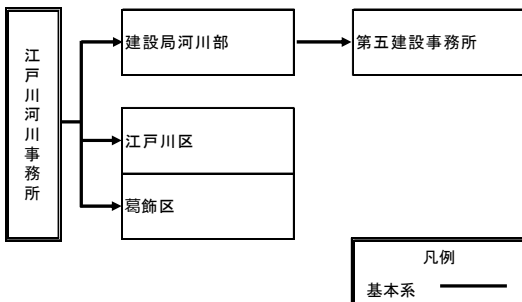 江戸川河川事務所
建設局河川部
第五建設事務所
江戸川区
葛飾区
凡例
基本系